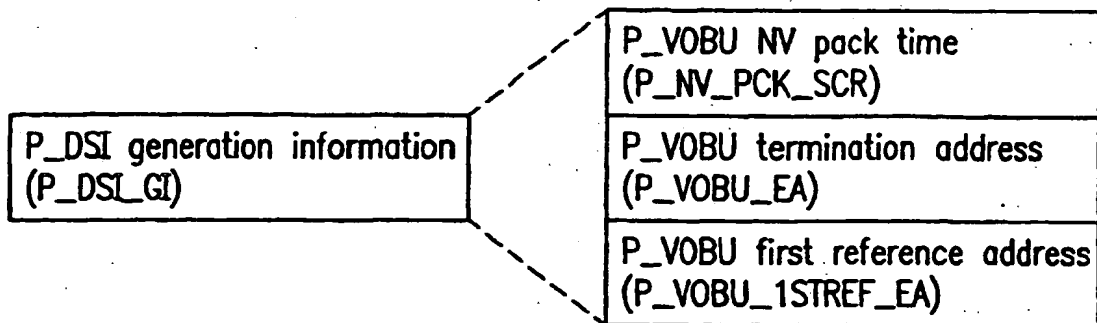 P_VOBU NV pack time
(P_NV_PCK_SCR)
P_DSI generation information
(P_DSI_GI)
P_VOBU termination address
(P_VOBU_EA)
P_VOBU first reference address
(P_VOBU_1STREF_EA)